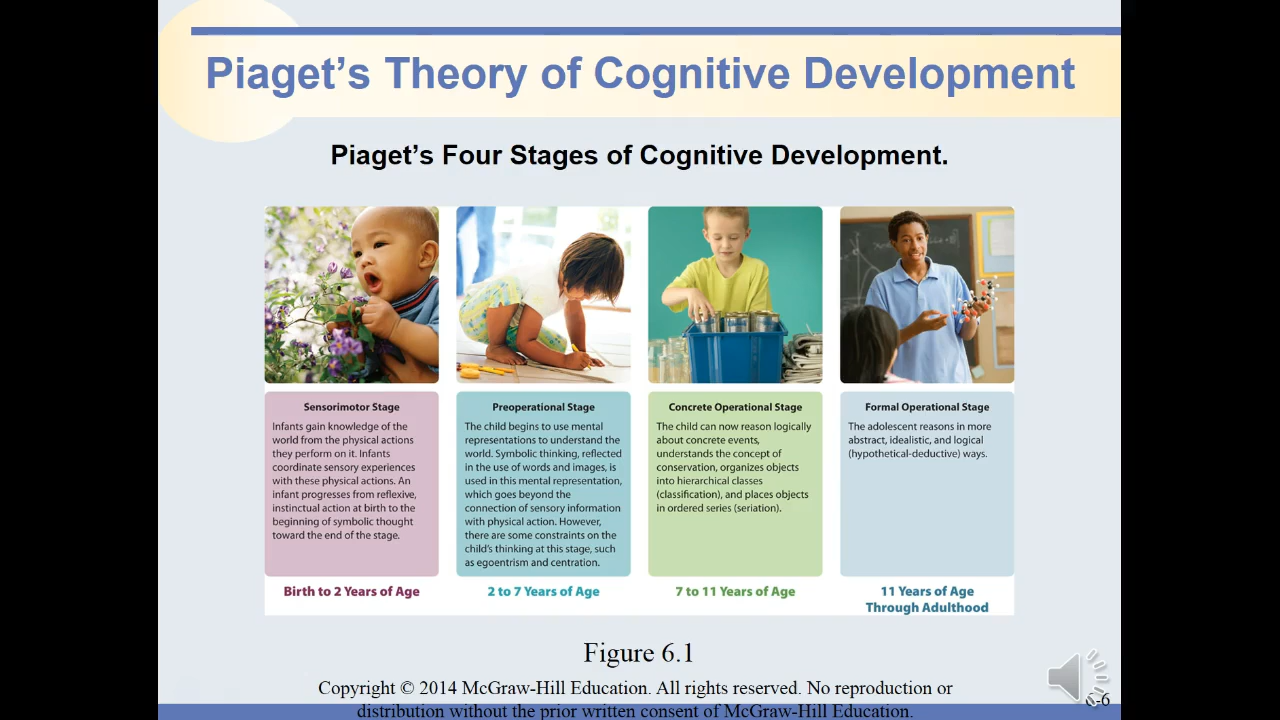 Piaget's Theory of Cognitive Development
Piaget's Four Stages of Cognitive Development.
Sensorimotor Stage
Infants gain knowledge of the
world from the physical actions
they perform on it. Infants
coordinate sensory experiences
with these physical actions. An
infant progresses from reflexive,
instinctual action at birth to the
beginning of symbolic thought
toward the end of the stage.
Birth to 2 Years of Age
Preoperational Stage
The child begins to use mental
representations to understand the
world. Symbolic thinking, reflected
in the use of words and images, is
used in this mental representation,
which goes beyond the
connection of sensory information
with physical action. However,
there are some constraints on the
child's thinking at this stage, such
as egoentrism and centration.
2 to 7 Years of Age
Concrete Operational Stage
The child can now reason logically
about concrete events,
understands the concept of
conservation, organizes objects
into hierarchical classes
(classification), and places objects
in ordered series (seriation).
7 to 11 Years of Age
Formal Operational Stage
The adolescent reasons in more
abstract, idealistic, and logical
(hypothetical-deductive) ways.
11 Years of Age
Through Adulthood
Figure 6.1
Copyright © 2014 McGraw-Hill Education. All rights reserved. No reproduction or
distribution without the prior written consent of McGraw-Hill Education.
6-6